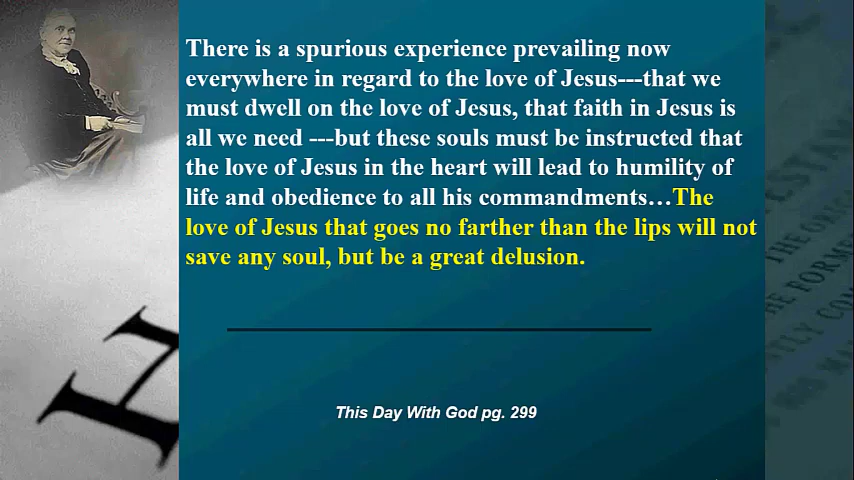 There is a spurious experience prevailing now
everywhere in regard to the love of Jesus---that we
must dwell on the love of Jesus, that faith in Jesus is
all we need ---but these souls must be instructed that
the love of Jesus in the heart will lead to humility of
life and obedience to all his commandments…The
love of Jesus that goes no farther than the lips will not
save any soul, but be a great delusion.
This Day With God pg. 299
H
THE